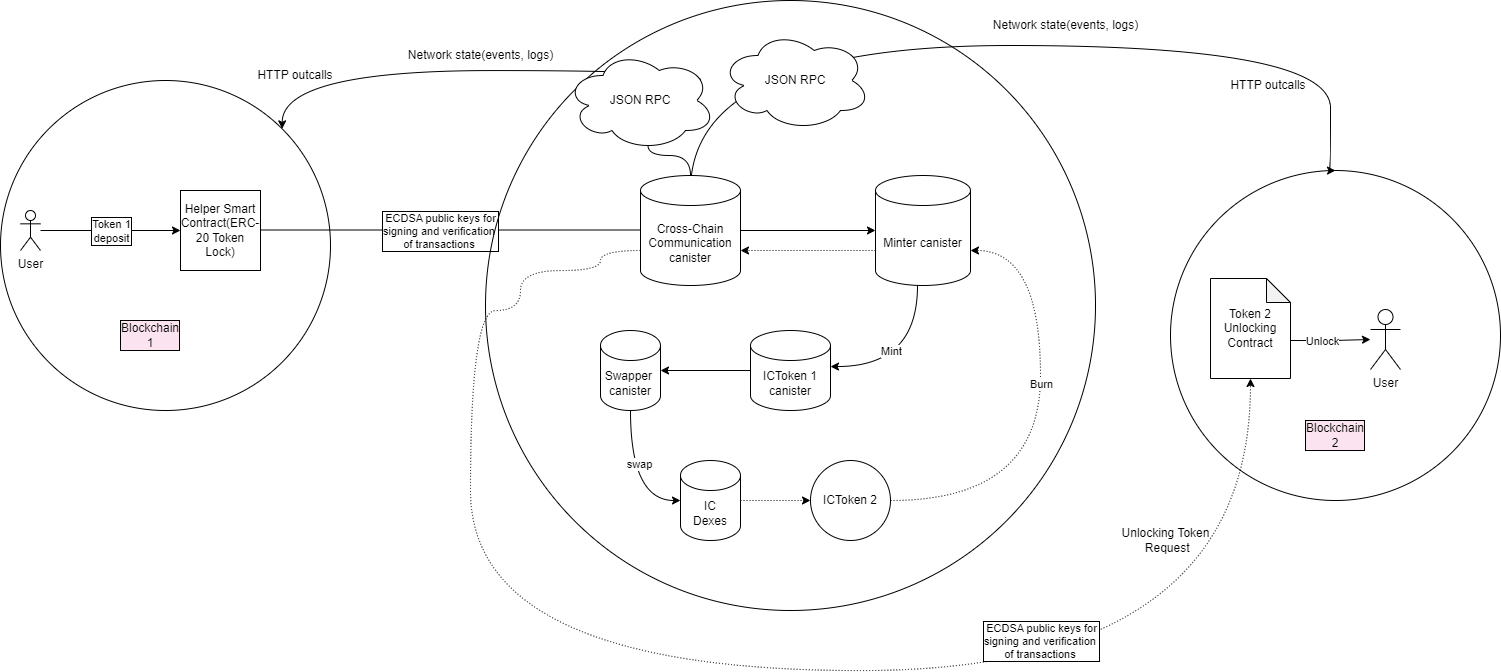 Network state(events, logs)
HTTP outcalls
Network state(events, logs)
HTTP outcalls
JSON RPC
JSON RPC
User
Token 1
deposit
Helper Smart
Contract(ERC-
20 Token
Lock)
Blockchain
1
ECDSA public keys for
signing and verification
of transactions
Cross-Chain
Communication
canister
Minter canister
Mint
ICToken 1
canister
Swapper
canister
swap
IC
Dexes
ICToken 2
Burn
Token 2
Unlocking
Contract
Unlock
User
Blockchain
2
Unlocking Token
Request
ECDSA public keys for
signing and verification
of transactions